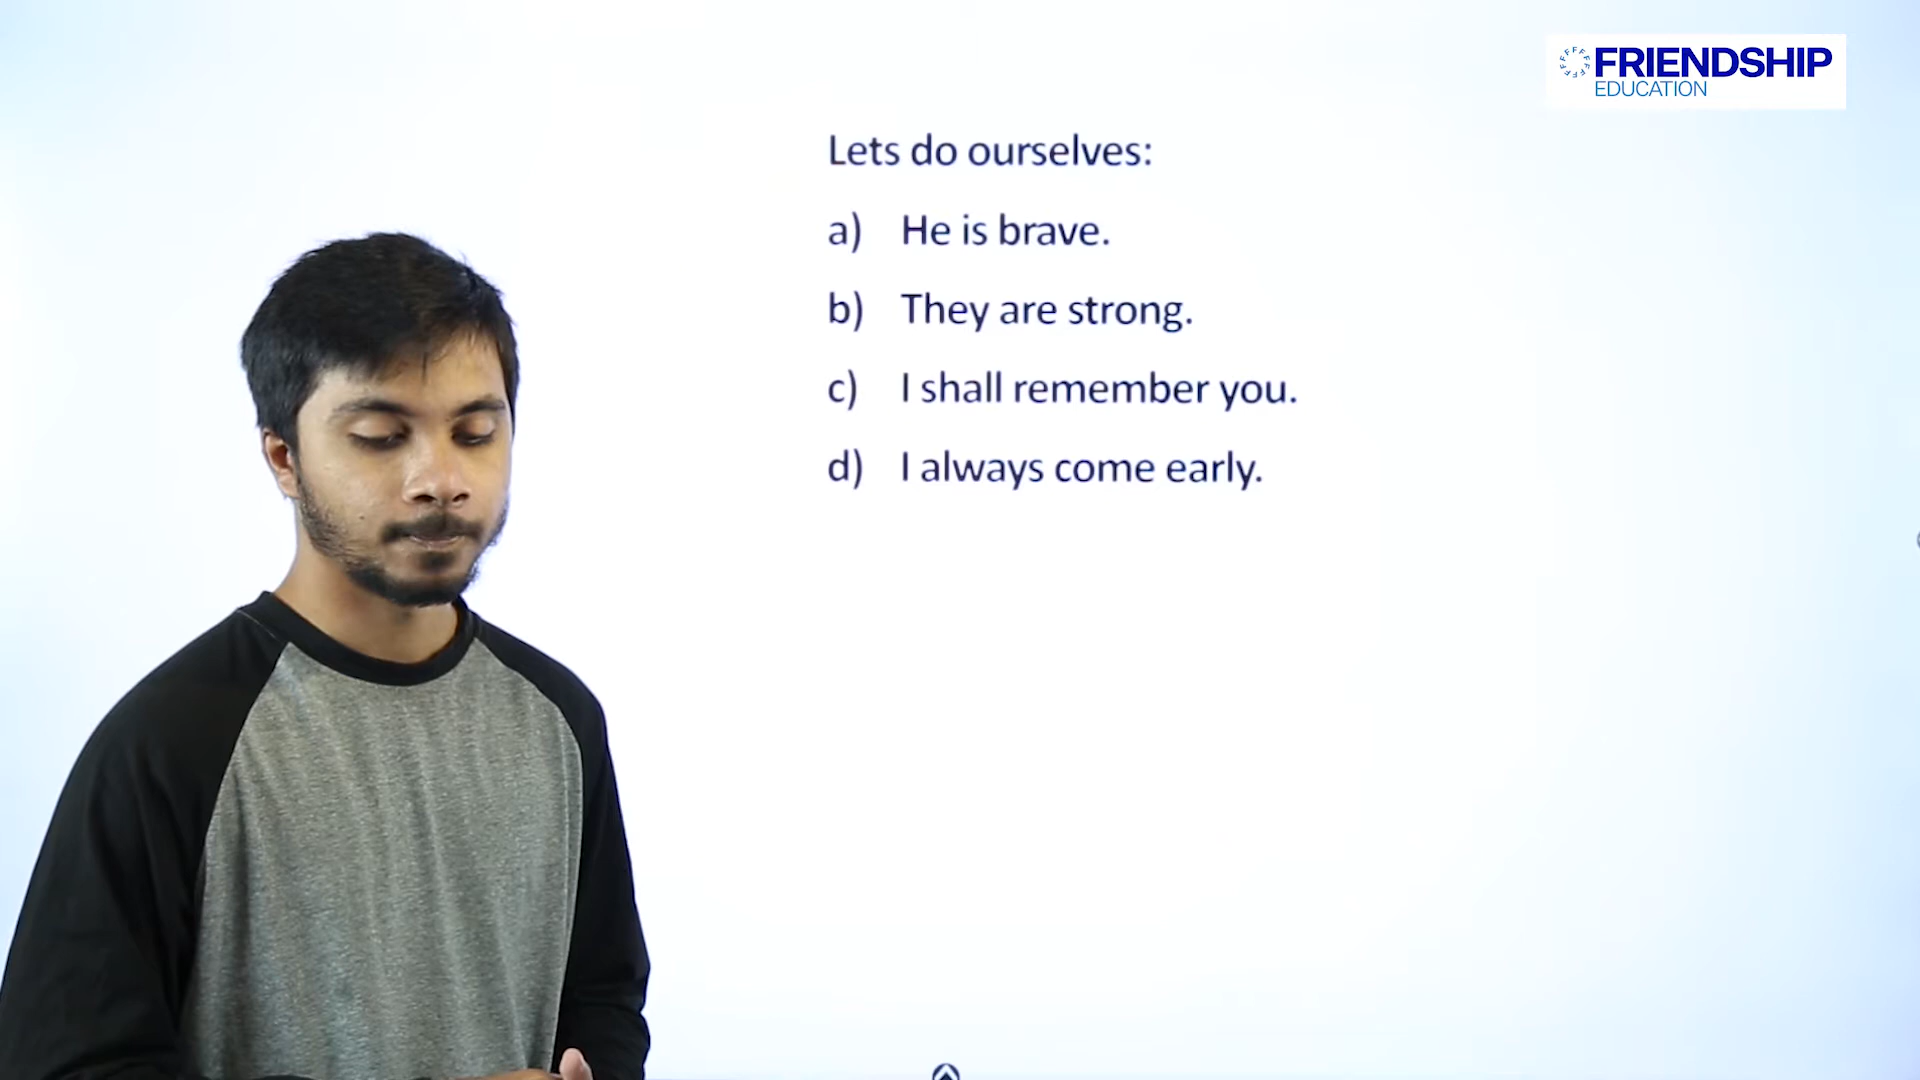 FRIENDSHIP
EDUCATION
Lets do ourselves:
a) He is brave.
b) They are strong.
c) I shall remember you.
d) I always come early.